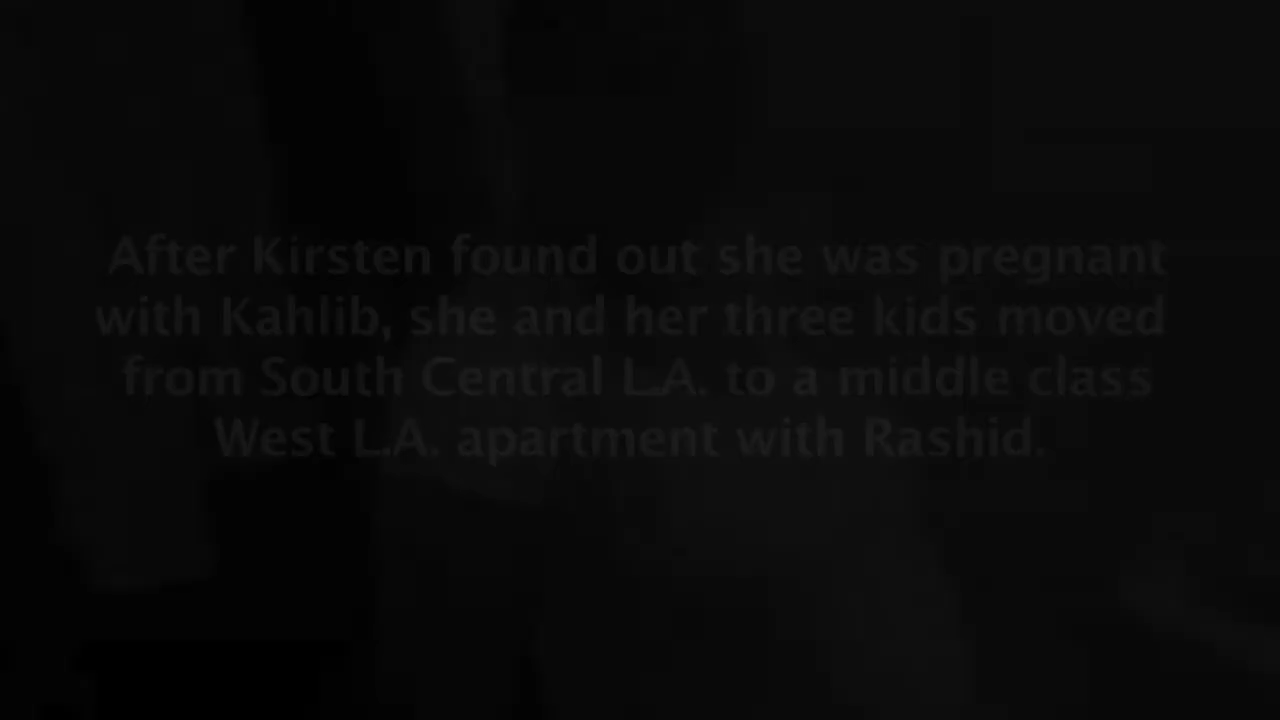 After Kirsten found out she was pregnant
with Kahlib, she and her three kids moved
from South Central L.A. to a middle class
West L.A. apartment with Rashid.